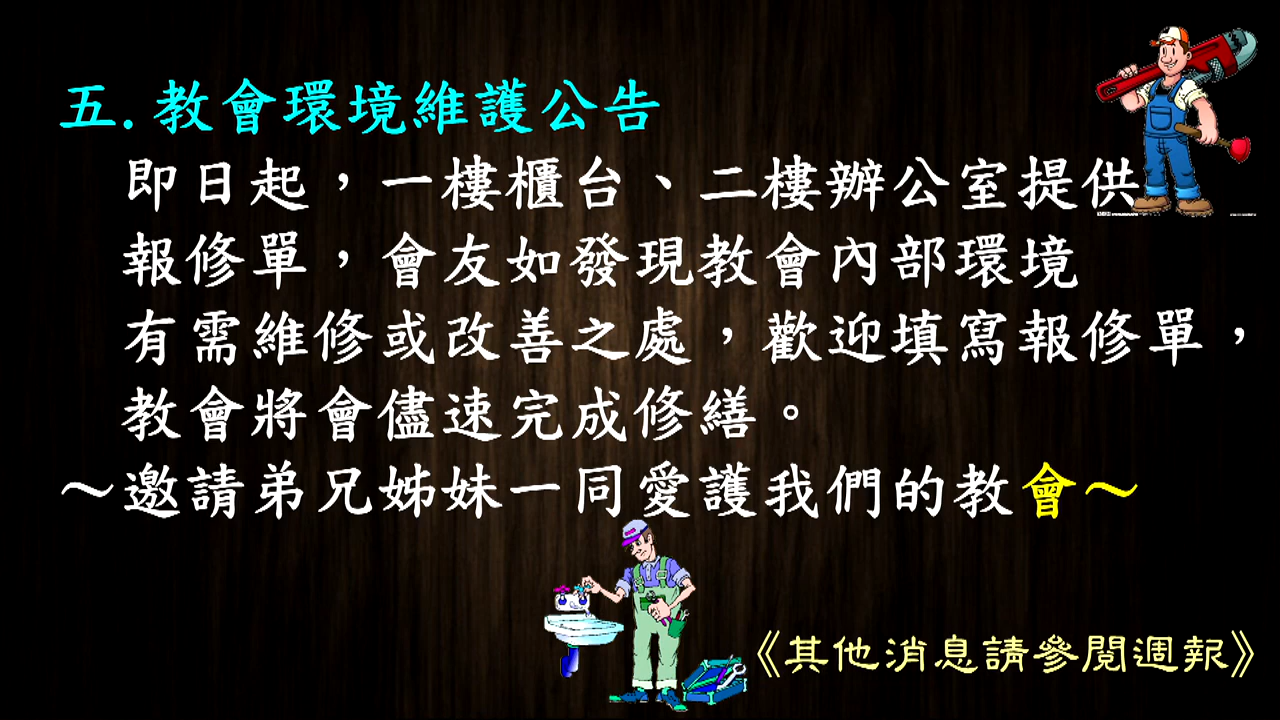 五.教會環境維護公告
即日起，一樓櫃台、二樓辦公室提供
報修單，會友如發現教會內部環境
有需維修或改善之處，歡迎填寫報修單，
教會將會儘速完成修繕。
～邀請弟兄姊妹一同愛護我們的教會～
《其他消息請參閱週報》